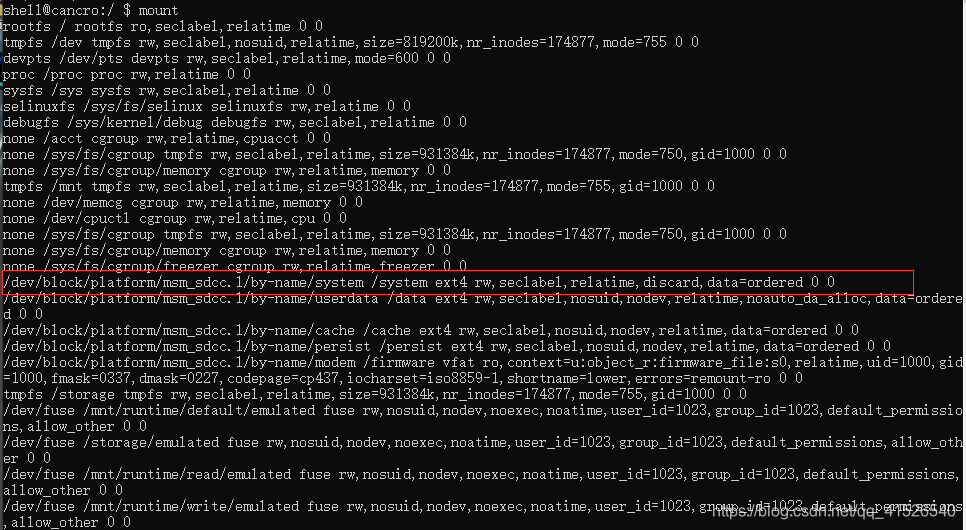 shell@cancro:/ $ mount
rootfs / rootfs ro,seclabel,relatime 0 0
tmpfs /dev tmpfs rw,seclabel,nosuid,relatime,size=819200k,nr_inodes=174877,mode=755 0 0
devpts /dev/pts devpts rw,seclabel,relatime,mode=600 0 0
proc /proc proc rw,relatime 0 0
sysfs /sys sysfs rw,seclabel,relatime 0 0
selinuxfs /sys/fs/selinux selinuxfs rw,relatime 0 0
debugfs /sys/kernel/debug debugfs rw,seclabel,relatime 0 0
none /acct cgroup rw,relatime,cpuacct 0 0
none /sys/fs/cgroup tmpfs rw,seclabel,relatime,size=931384k,nr_inodes=174877,mode=750,gid=1000 0 0
none /sys/fs/cgroup/memory cgroup rw,relatime,memory 0 0
tmpfs /mnt tmpfs rw,seclabel,relatime,size=931384k,nr_inodes=174877,mode=755,gid=1000 0 0
none /dev/memcg cgroup rw,relatime,memory 0 0
none /dev/cpuctl cgroup rw,relatime,cpu 0 0
none /sys/fs/cgroup tmpfs rw,seclabel,relatime,size=931384k,nr_inodes=174877,mode=750,gid=1000 0 0
none /sys/fs/cgroup/memory cgroup rw,relatime,memory 0 0
none /sys/fs/cgroup/freezer cgroup rw,relatime,freezer 0 0
/dev/block/platform/msm_sdcc.1/by-name/system /system ext4 rw,seclabel,relatime,discard,data=ordered 0 0
/dev/block/platform/msm_sdcc.1/by-name/userdata /data ext4 rw,seclabel,nosuid,nodev,relatime,noauto_da_alloc,data=ordere
d 0 0
/dev/block/platform/msm_sdcc.1/by-name/cache /cache ext4 rw,seclabel,nosuid,nodev,relatime,data=ordered 0 0
/dev/block/platform/msm_sdcc.1/by-name/persist /persist ext4 rw,seclabel,nosuid,nodev,relatime,data=ordered 0 0
/dev/block/platform/msm_sdcc.1/by-name/modem /firmware vfat ro,context=u:object_r:firmware_file:s0,relatime,uid=1000,gid
=1000,fmask=0337,dmask=0227,codepage=cp437,iocharset=iso8859-1,shortname=lower,errors=remount-ro 0 0
tmpfs /storage tmpfs rw,seclabel,relatime,size=931384k,nr_inodes=174877,mode=755,gid=1000 0 0
/dev/fuse /mnt/runtime/default/emulated fuse rw,nosuid,nodev,noexec,noatime,user_id=1023,group_id=1023,default_permissio
ns,allow_other 0 0
/dev/fuse /storage/emulated fuse rw,nosuid,nodev,noexec,noatime,user_id=1023,group_id=1023,default_permissions,allow_oth
er 0 0
/dev/fuse /mnt/runtime/read/emulated fuse rw,nosuid,nodev,noexec,noatime,user_id=1023,group_id=1023,default_permissions,
allow_other 0 0
/dev/fuse /mnt/runtime/write/emulated fuse rw,nosuid,nodev,noexec,noatime,user_id=1023,group_id=1023,default_permissions
,allow_other 0 0
https://blog.csdn.net/qq_41526540